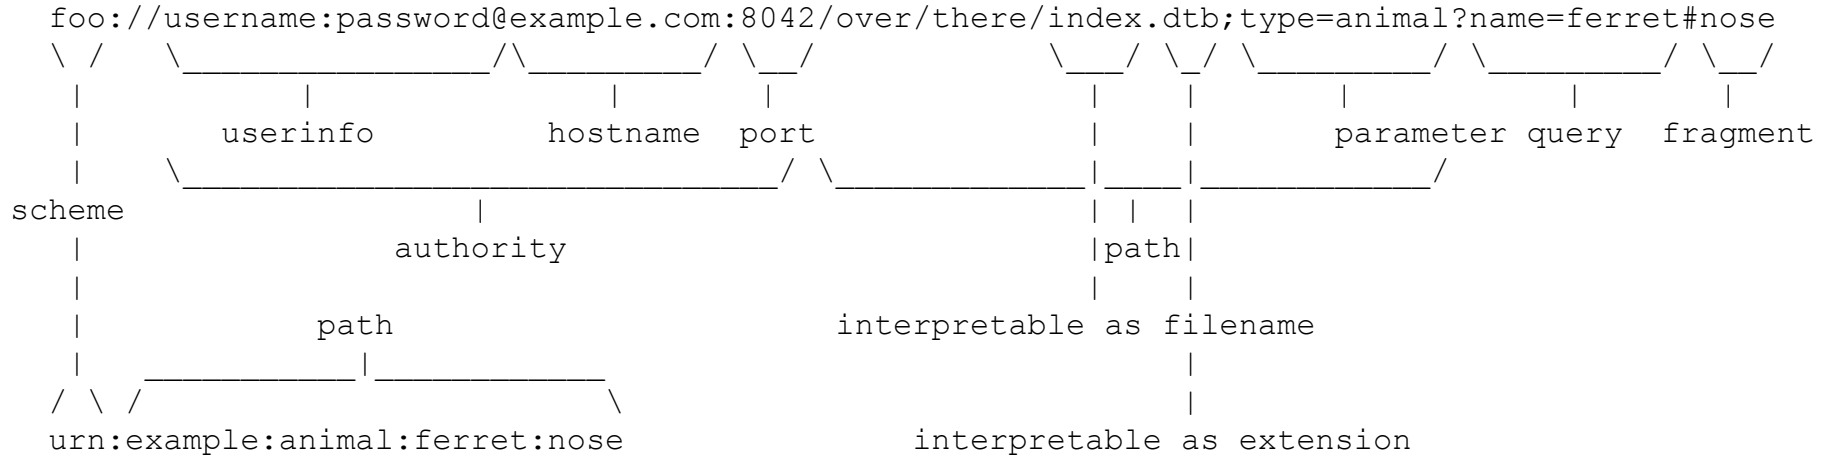 foo://username:password@example.com:8042/over/there/index.dtb;type=animal?name=ferret#nose
userinfo hostname port parameter query fragment
scheme
authority path
path interpretable as filename
urn:example:animal:ferret:nose interpretable as extension